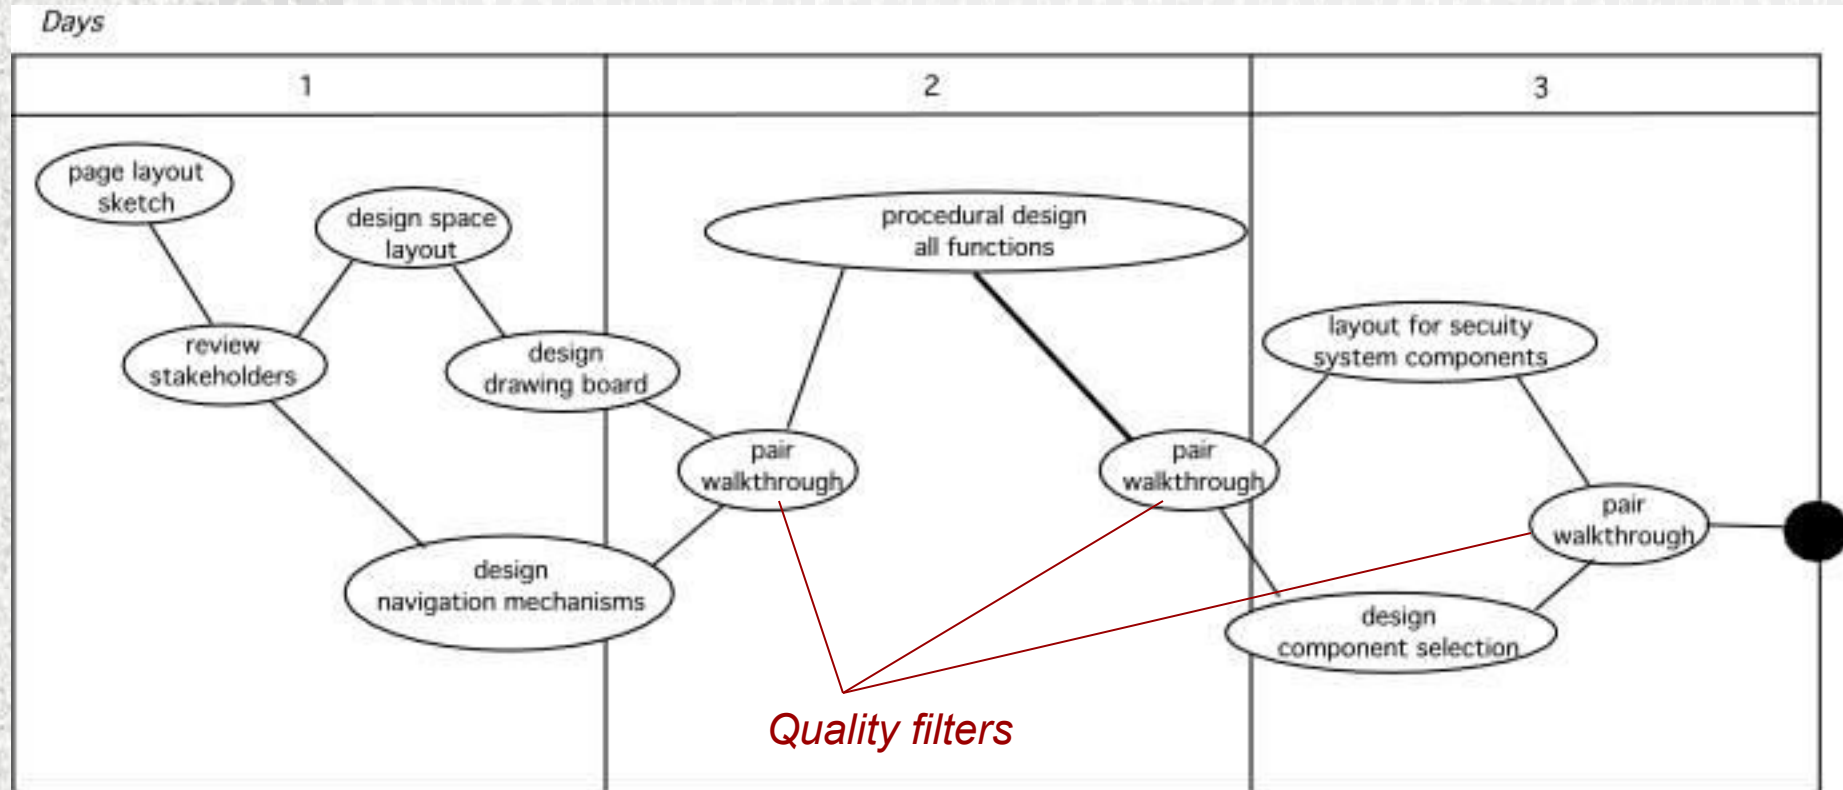 Days
1
2
3
page layout
sketch
design space
layout
procedural design
all functions
review
stakeholders
design
drawing board
layout for secuity
system components
pair
walkthrough
pair
walkthrough
pair
walkthrough
design
navigation mechanisms
design
component selection
Quality filters